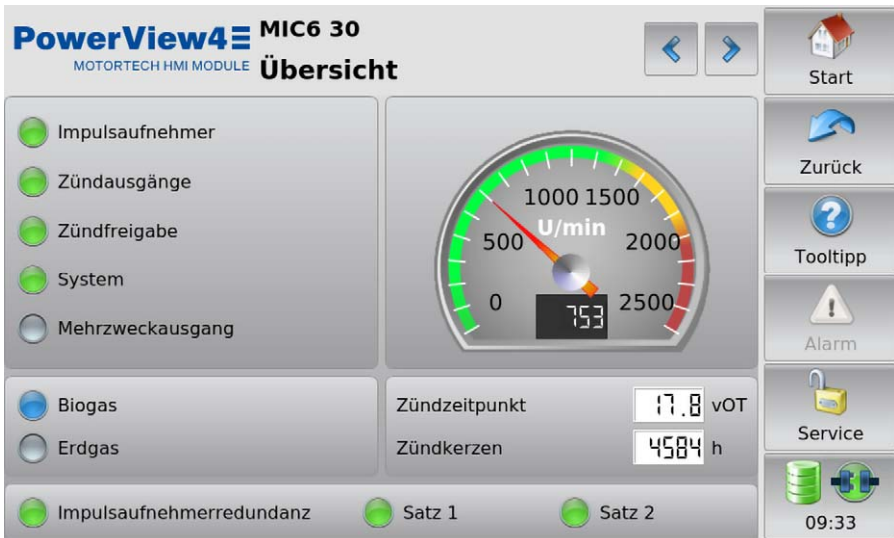 PowerView4
MOTORTECH HMI MODULE
MIC6 30
Übersicht
Start
Impulsaufnehmer
Zündausgänge
Zündfreigabe
System
Mehrzweckausgang
0
500
1000
1500
2000
2500
U/min
753
Zurück
Tooltipp
Alarm
Biogas
Erdgas
Zündzeitpunkt 17.8 vOT
Zündkerzen 4584 h
Service
Impulsaufnehmerredundanz
Satz 1
Satz 2
09:33